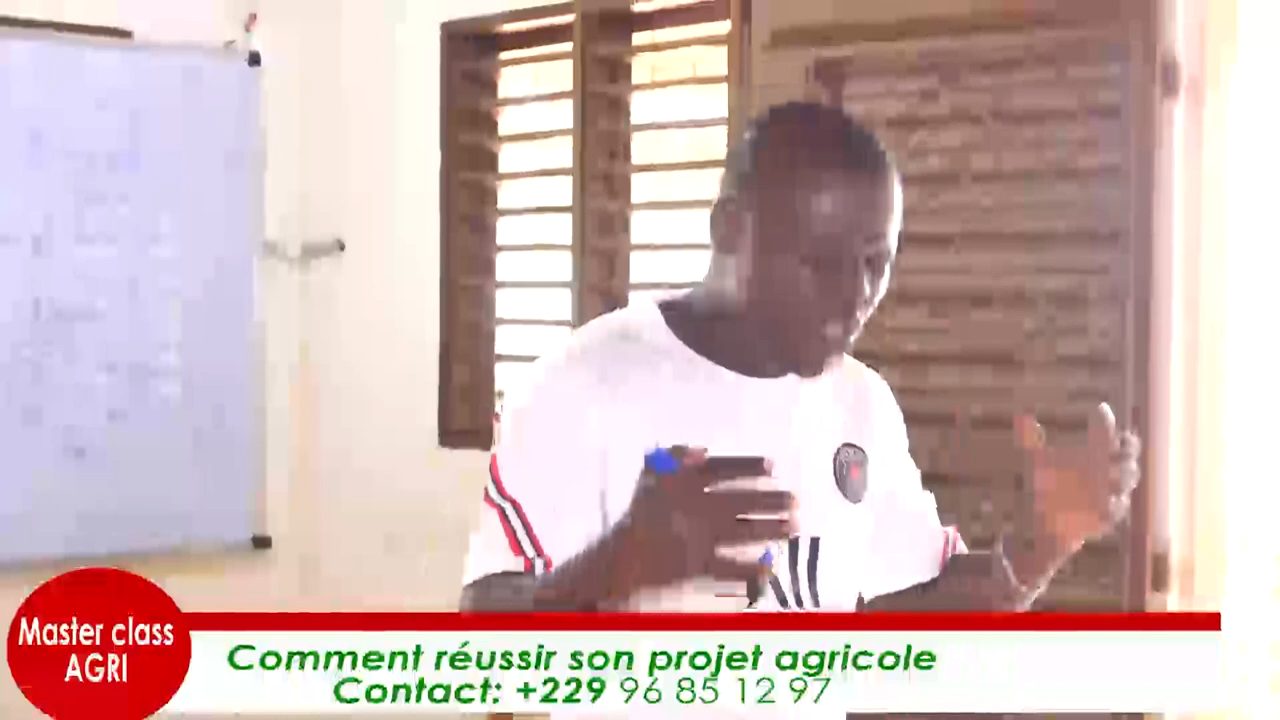 Master class
AGRI
Comment réussir son projet agricole
Contact: +229 96 85 12 97